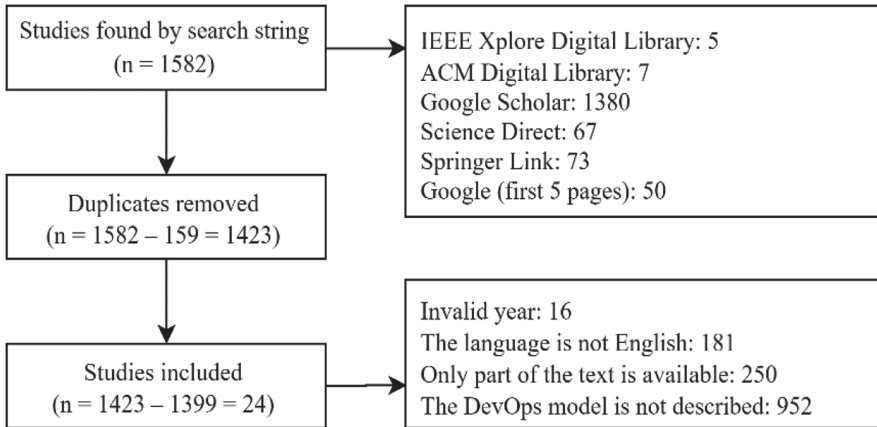 Studies found by search string
(n = 1582)
IEEE Xplore Digital Library: 5
ACM Digital Library: 7
Google Scholar: 1380
Science Direct: 67
Springer Link: 73
Google (first 5 pages): 50
Duplicates removed
(n = 1582 – 159 = 1423)
Studies included
(n = 1423 – 1399 = 24)
Invalid year: 16
The language is not English: 181
Only part of the text is available: 250
The DevOps model is not described: 952